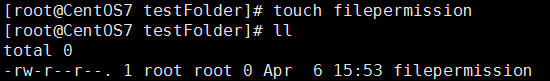 [root@CentOS7 testFolder]# touch filepermission
[root@CentOS7 testFolder]# ll
total 0
-rw-r--r--. 1 root root 0 Apr  6 15:53 filepermission